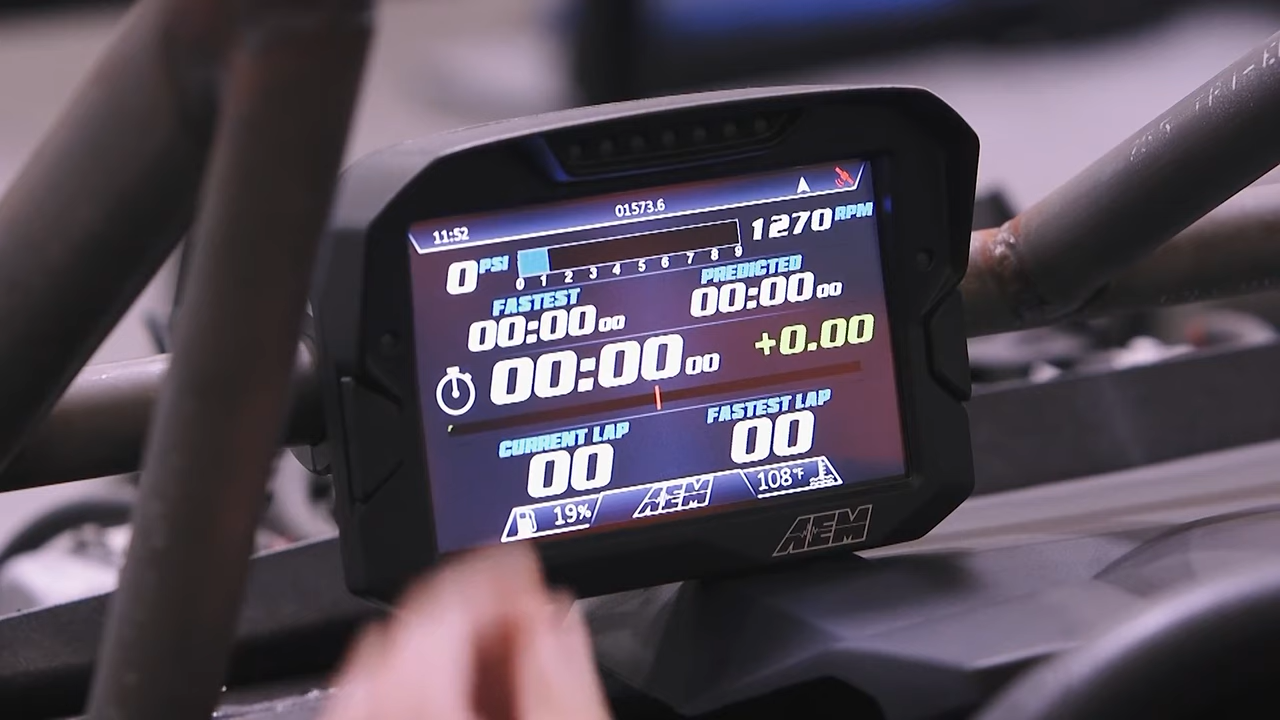 01573.6
11:52
0 PSI
0 1 2 3 4 5 6 7 8 9
1270 RPM
FASTEST
00:00 00
PREDICTED
00:00 00
00:00 00
+0.00
CURRENT LAP
00
FASTEST LAP
00
19%
AEM
108°F
AEM